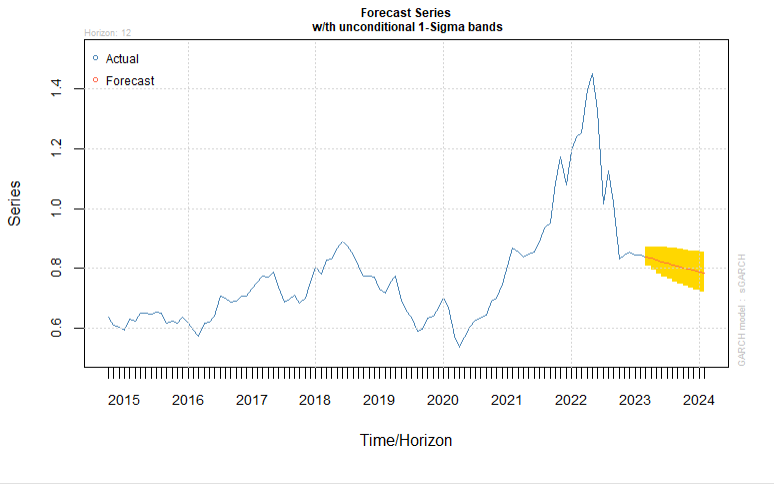 Forecast Series
w/th unconditional 1-Sigma bands
Horizon: 12
Actual
Forecast
1.4
1.2
1.0
0.8
0.6
Series
2015 2016 2017 2018 2019 2020 2021 2022 2023 2024
Time/Horizon
GARCH model : sGARCH